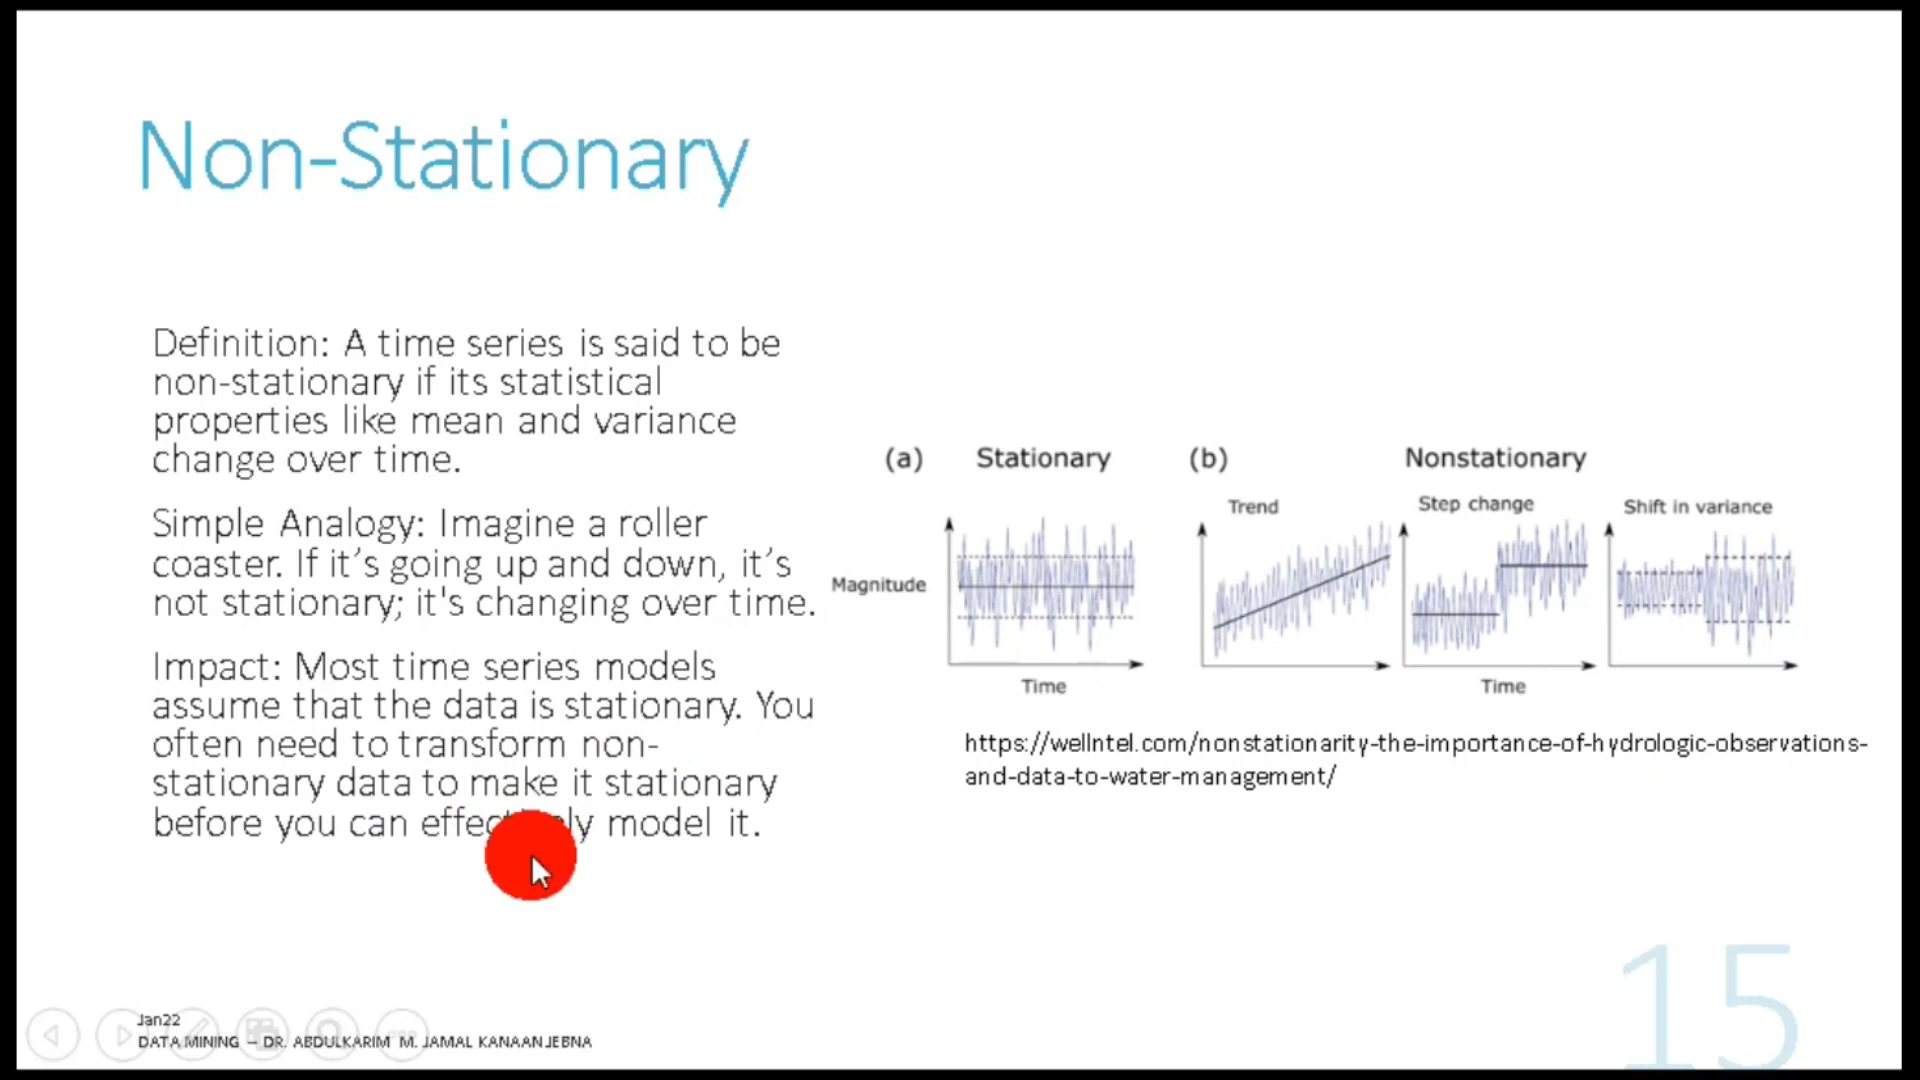 Non-Stationary
Definition: A time series is said to be
non-stationary if its statistical
properties like mean and variance
change over time.
Simple Analogy: Imagine a roller
coaster. If it’s going up and down, it’s
not stationary; it's changing over time.
Impact: Most time series models
assume that the data is stationary. You
often need to transform non-
stationary data to make it stationary
before you can effectively model it.
(a) Stationary
Magnitude
Time
(b) Nonstationary
Trend
Step change
Shift in variance
Time
https://wellntel.com/nonstationarity-the-importance-of-hydrologic-observations-
and-data-to-water-management/
Jan22
DATA MINING – DR. ABDULKARIM M. JAMAL KANAAN JEBNA
15